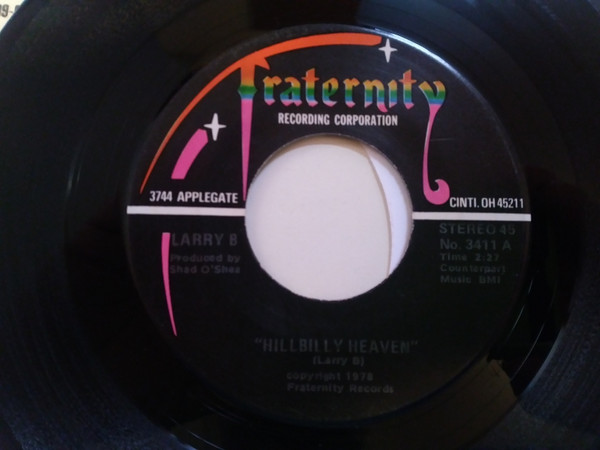 Fraternity
RECORDING CORPORATION
3744 APPLEGATE
CINTI. OH 45211
LARRY B
Produced by
Shad O'Shea
STEREO 45
No. 3411 A
Time 2:27
Counterpart
Music BMI
"HILLBILLY HEAVEN"
(Larry B)
copyright 1978
Fraternity Records